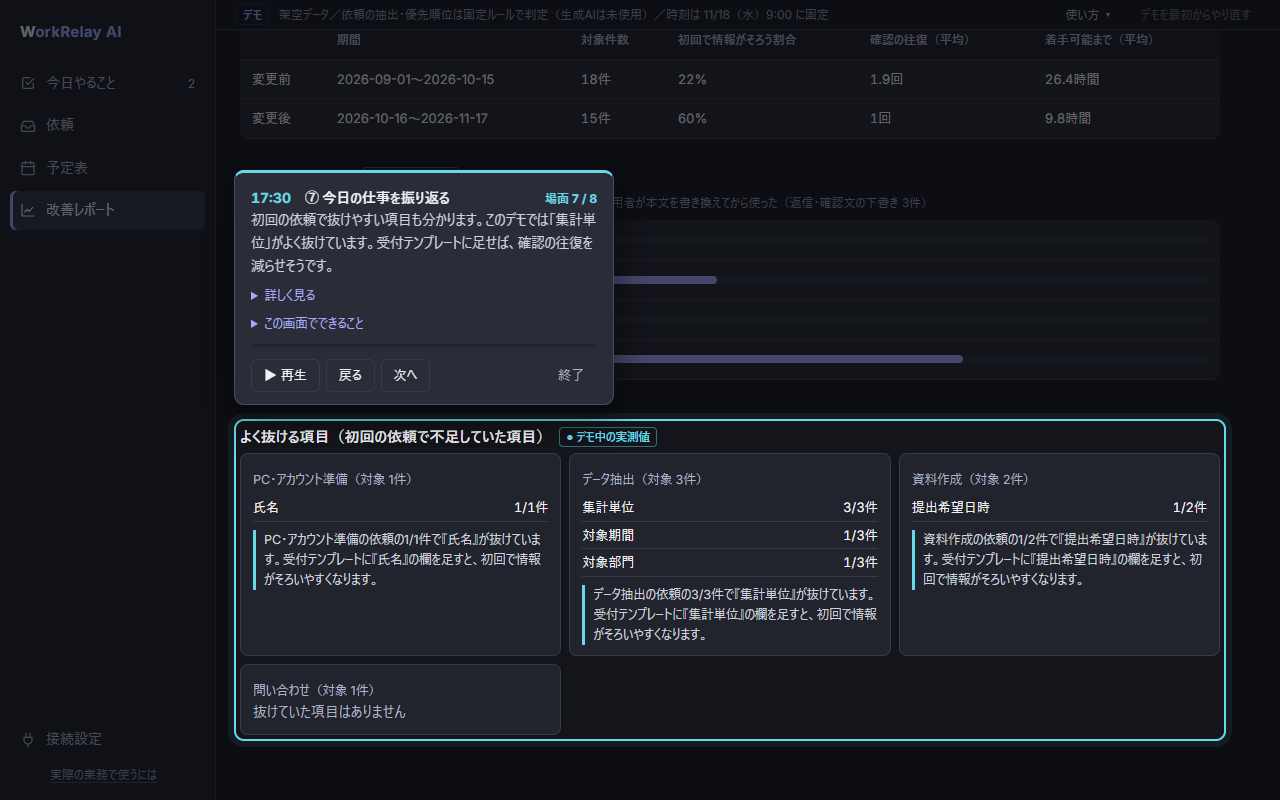 WorkRelay AI
デモ 架空データ／依頼の抽出・優先順位は固定ルールで判定（生成AIは未使用）／時刻は 11/18（水）9:00 に固定
使い方 ▼
デモを最初からやり直す
今日やること 2
依頼
予定表
改善レポート
接続設定
実際の業務で使うには
期間 対象件数 初回で情報がそろう割合 確認の往復（平均） 着手可能まで（平均）
変更前 2026-09-01〜2026-10-15 18件 22% 1.9回 26.4時間
変更後 2026-10-16〜2026-11-17 15件 60% 1回 9.8時間
用者が本文を書き換えてから使った（返信・確認文の下書き 3件）
17:30 ⑦ 今日の仕事を振り返る 場面 7 / 8
初回の依頼で抜けやすい項目も分かります。このデモでは「集計単
位」がよく抜けています。受付テンプレートに足せば、確認の往復を
減らせそうです。
▶ 詳しく見る
▶ この画面でできること
▶ 再生 戻る 次へ 終了
よく抜ける項目（初回の依頼で不足していた項目） ● デモ中の実測値
PC・アカウント準備（対象 1件）
氏名 1/1件
PC・アカウント準備の依頼の1/1件で『氏名』が抜けていま
す。受付テンプレートに『氏名』の欄を足すと、初回で情報
がそろいやすくなります。
データ抽出（対象 3件）
集計単位 3/3件
対象期間 1/3件
対象部門 1/3件
データ抽出の依頼の3/3件で『集計単位』が抜けています。
受付テンプレートに『集計単位』の欄を足すと、初回で情報
がそろいやすくなります。
資料作成（対象 2件）
提出希望日時 1/2件
資料作成の依頼の1/2件で『提出希望日時』が抜けていま
す。受付テンプレートに『提出希望日時』の欄を足すと、初
回で情報がそろいやすくなります。
問い合わせ（対象 1件）
抜けていた項目はありません